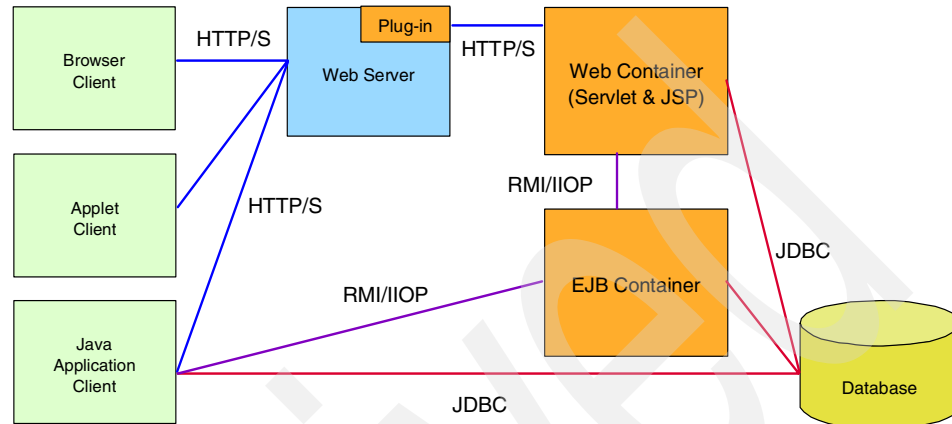 Plug-in
HTTP/S
HTTP/S
Browser
Client
Web Server
Web Container
(Servlet & JSP)
RMI/IIOP
Applet
Client
HTTP/S
JDBC
RMI/IIOP
EJB Container
Java
Application
Client
Database
JDBC